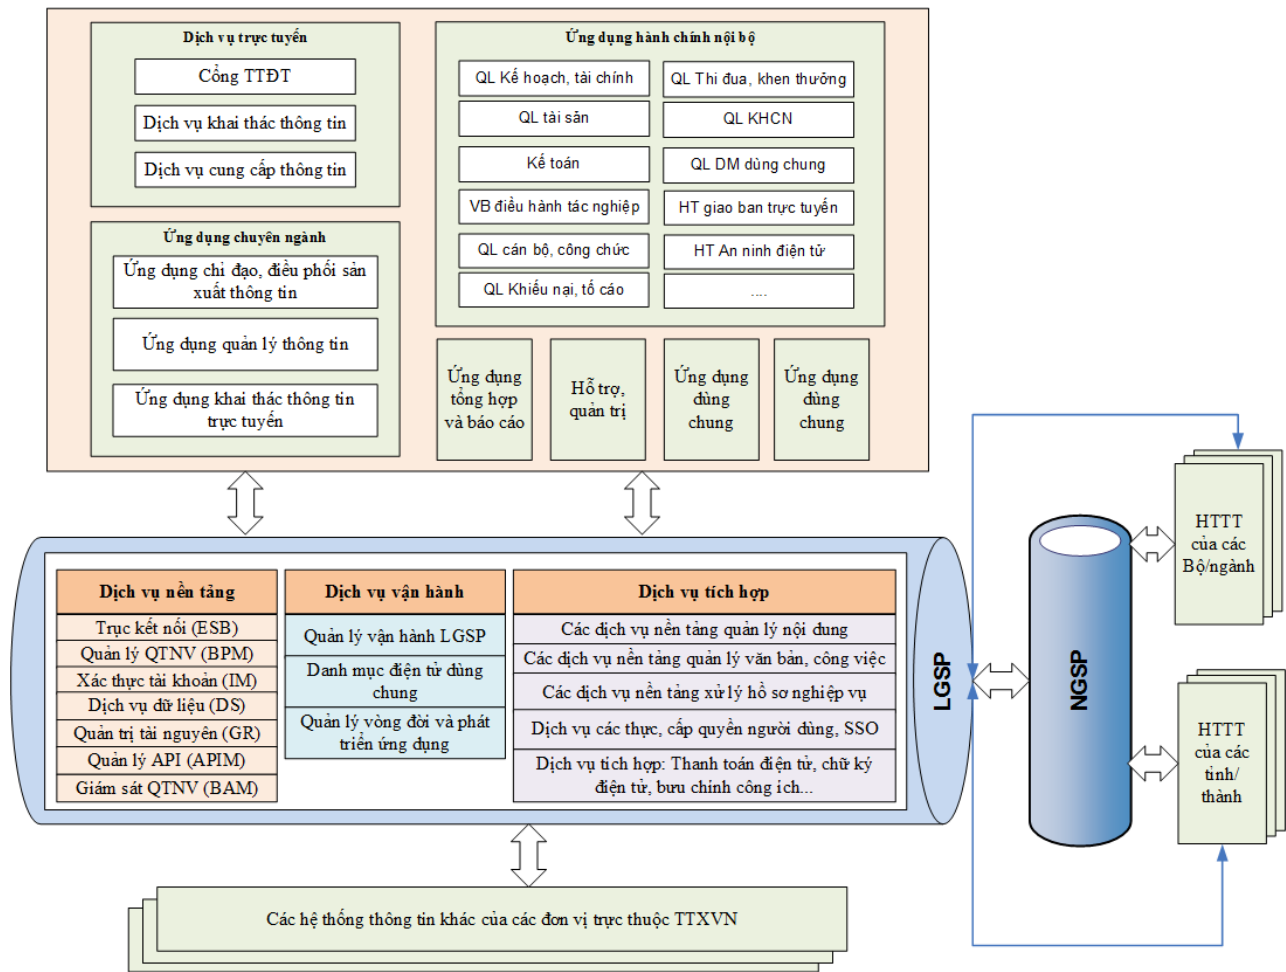 Dịch vụ trực tuyến
Cổng TTĐT
Dịch vụ khai thác thông tin
Dịch vụ cung cấp thông tin
Ứng dụng chuyên ngành
Ứng dụng chỉ đạo, điều phối sản
xuất thông tin
Ứng dụng quản lý thông tin
Ứng dụng khai thác thông tin
trực tuyến
Ứng dụng hành chính nội bộ
QL Kế hoạch, tài chính
QL Thi đua, khen thưởng
QL tài sản
QL KHCN
Kế toán
QL DM dùng chung
VB điều hành tác nghiệp
HT giao ban trực tuyến
QL cán bộ, công chức
HT An ninh điện tử
QL Khiếu nại, tố cáo
....
Ứng dụng
tổng hợp
và báo cáo
Hỗ trợ,
quản trị
Ứng dụng
dùng
chung
Ứng dụng
dùng
chung
Dịch vụ nền tảng
Trục kết nối (ESB)
Quản lý QTNV (BPM)
Xác thực tài khoản (IM)
Dịch vụ dữ liệu (DS)
Quản trị tài nguyên (GR)
Quản lý API (APIM)
Giám sát QTNV (BAM)
Dịch vụ vận hành
Quản lý vận hành LGSP
Danh mục điện tử dùng
chung
Quản lý vòng đời và phát
triển ứng dụng
Dịch vụ tích hợp
Các dịch vụ nền tảng quản lý nội dung
Các dịch vụ nền tảng quản lý văn bản, công việc
Các dịch vụ nền tảng xử lý hồ sơ nghiệp vụ
Dịch vụ các thực, cấp quyền người dùng, SSO
Dịch vụ tích hợp: Thanh toán điện tử, chữ ký
điện tử, bưu chính công ích...
LGSP
NGSP
HTTT
của các
Bộ/ngành
HTTT
của các
tỉnh/
thành
Các hệ thống thông tin khác của các đơn vị trực thuộc TTXVN